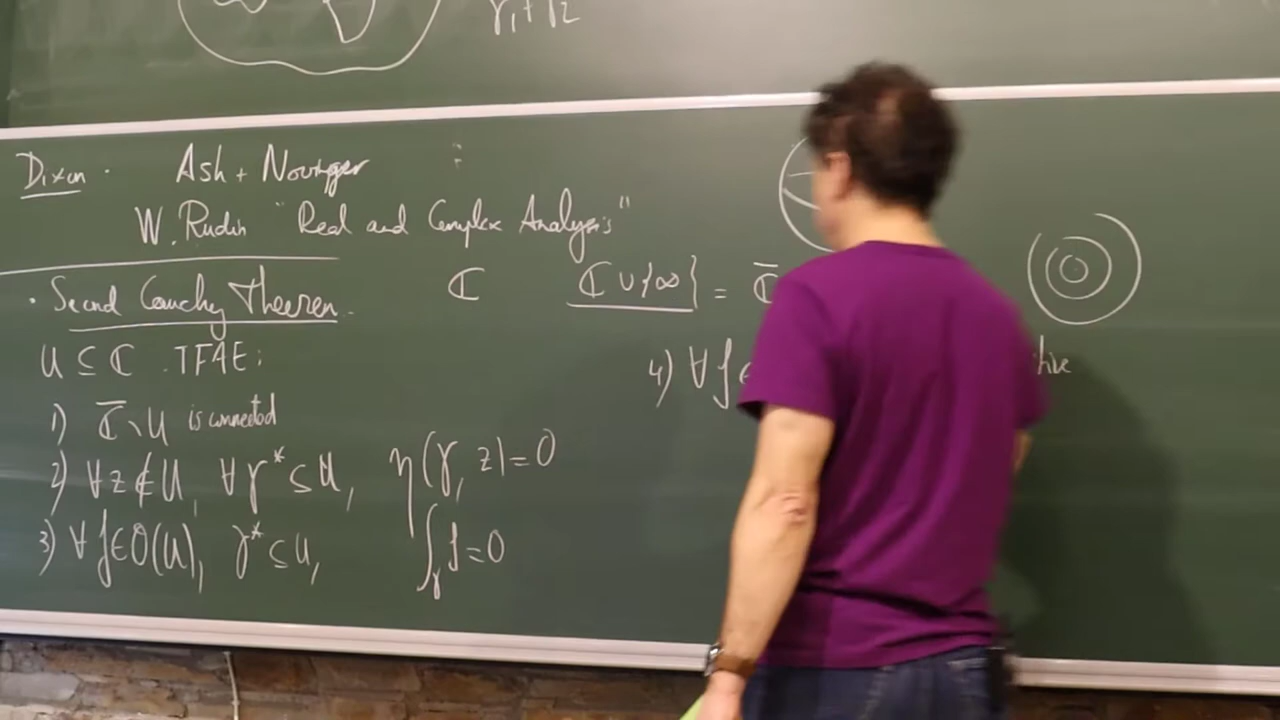 γ₁ + γ₂
Dixon . Ash + Novinger :
W. Rudin "Real and Complex Analysis"
. Second Cauchy Theorem.
ℂ ℂ ∪ {∞} = ℂ̅
U ⊆ ℂ . TFAE:
1) ℂ̅ \ U is connected
2) ∀z ∉ U, ∀γ* ⊆ U, η(γ, z) = 0
3) ∀f ∈ O(U), γ* ⊆ U, ∫_γ f = 0
4) ∀f ∈